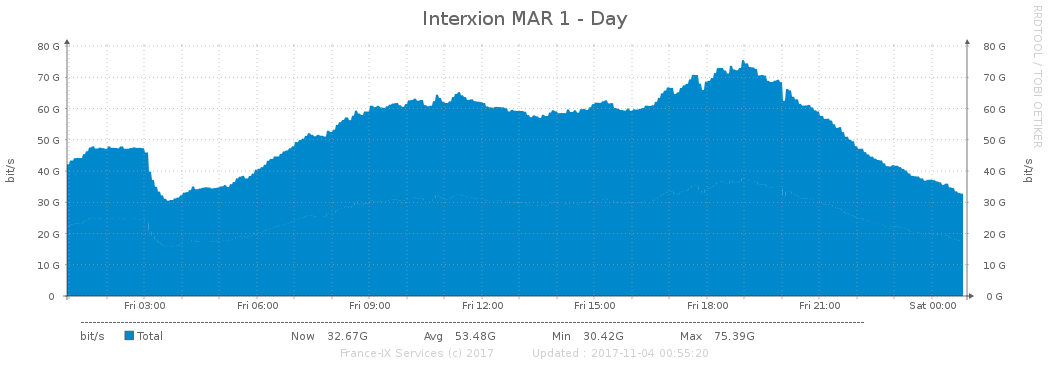 Interxion MAR 1 - Day
RRDTOOL / TOBI OETIKER
bit/s
80 G 80 G
70 G 70 G
60 G 60 G
50 G 50 G
40 G 40 G
30 G 30 G
20 G 20 G
10 G 10 G
0 0 G
bit/s
Fri 03:00 Fri 06:00 Fri 09:00 Fri 12:00 Fri 15:00 Fri 18:00 Fri 21:00 Sat 00:00
bit/s Total Now 32.67G Avg 53.48G Min 30.42G Max 75.39G
France-IX Services (c) 2017 Updated : 2017-11-04 00:55:20